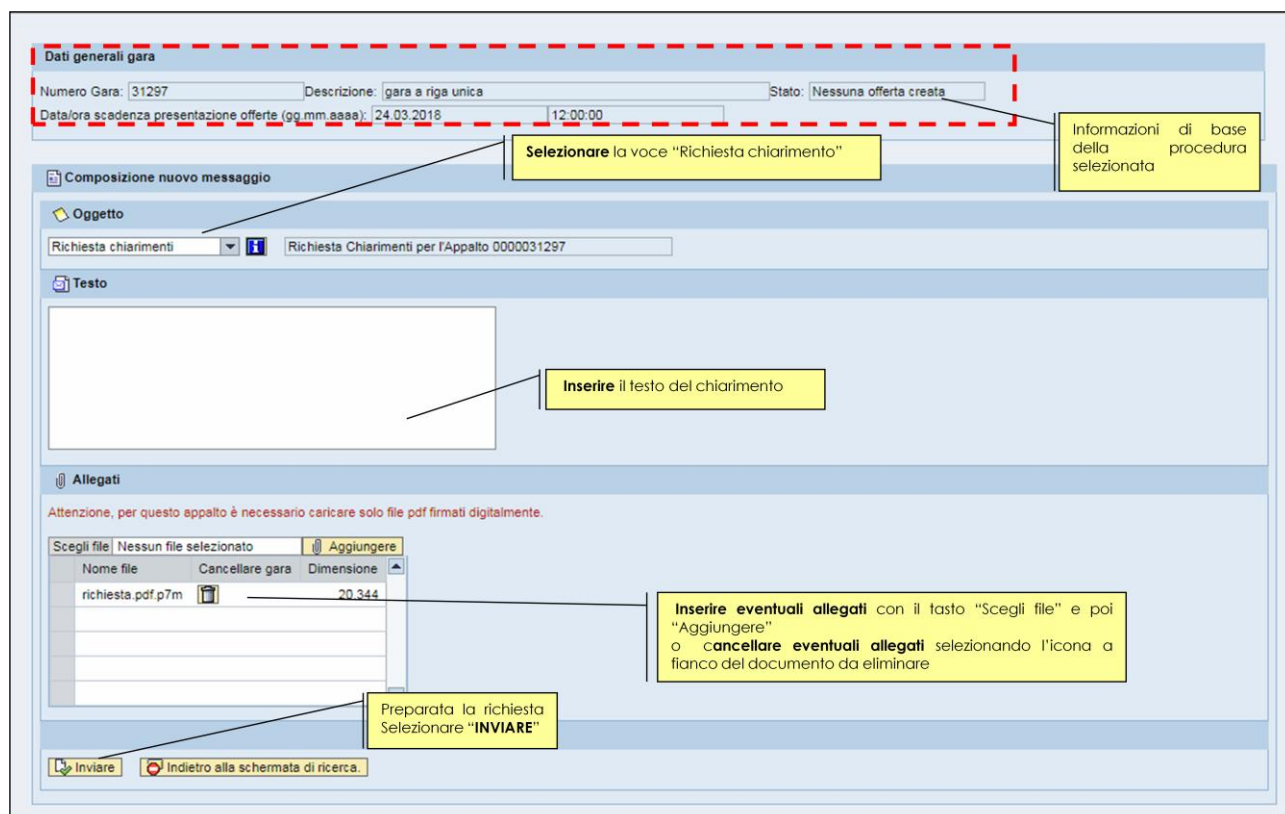 Dati generali gara
Numero Gara: 31297 Descrizione: gara a riga unica Stato: Nessuna offerta creata
Data/ora scadenza presentazione offerte (gg.mm.aaaa): 24.03.2018 12:00:00
Informazioni di base
della procedura
selezionata
Selezionare la voce “Richiesta chiarimento”
Composizione nuovo messaggio
Oggetto
Richiesta chiarimenti Richiesta Chiarimenti per l'Appalto 0000031297
Testo
Inserire il testo del chiarimento
Allegati
Attenzione, per questo appalto è necessario caricare solo file pdf firmati digitalmente.
Scegli file Nessun file selezionato Aggiungere
Nome file Cancellare gara Dimensione
richiesta.pdf.p7m 20.344
Inserire eventuali allegati con il tasto “Scegli file” e poi
“Aggiungere”
o cancellare eventuali allegati selezionando l’icona a
fianco del documento da eliminare
Preparata la richiesta
Selezionare “INVIARE”
Inviare Indietro alla schermata di ricerca.